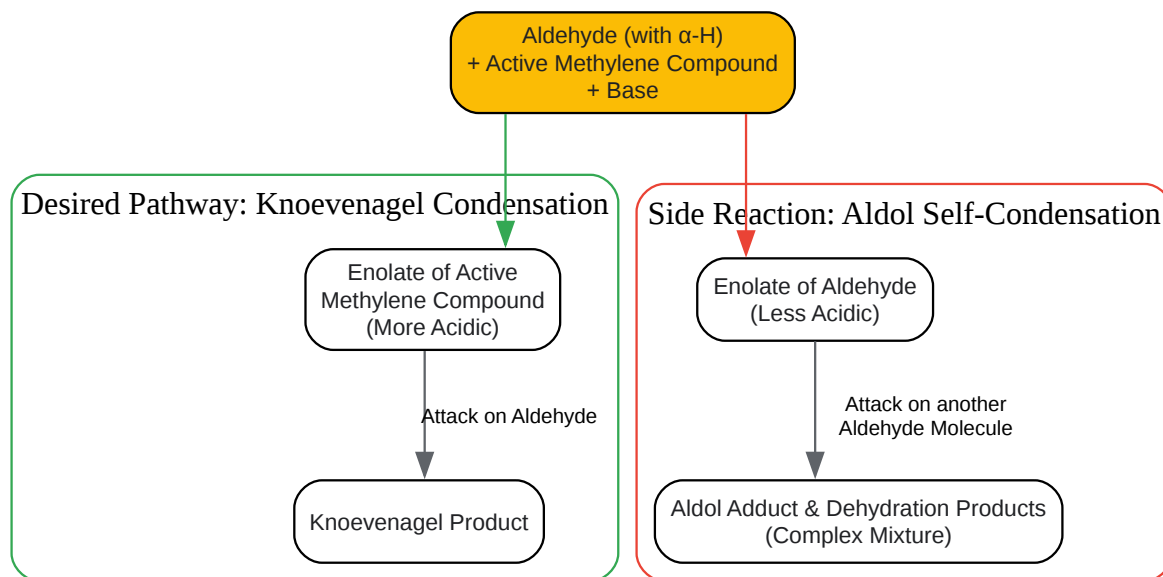 Aldehyde (with α-H)
+ Active Methylene Compound
+ Base
Desired Pathway: Knoevenagel Condensation
Enolate of Active
Methylene Compound
(More Acidic)
Attack on Aldehyde
Knoevenagel Product
Side Reaction: Aldol Self-Condensation
Enolate of Aldehyde
(Less Acidic)
Attack on another
Aldehyde Molecule
Aldol Adduct & Dehydration Products
(Complex Mixture)